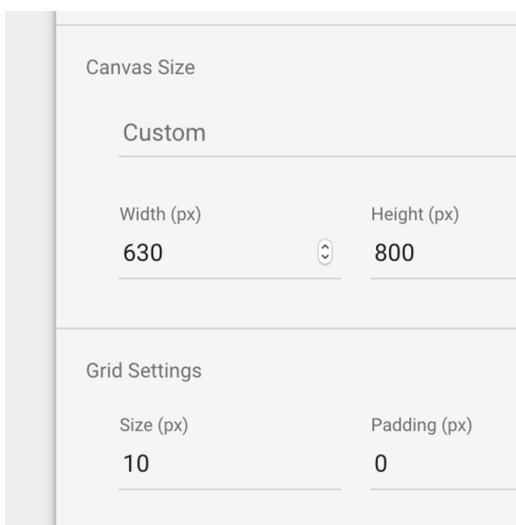 Canvas Size
Custom
Width (px) Height (px)
630 800
Grid Settings
Size (px) Padding (px)
10 0